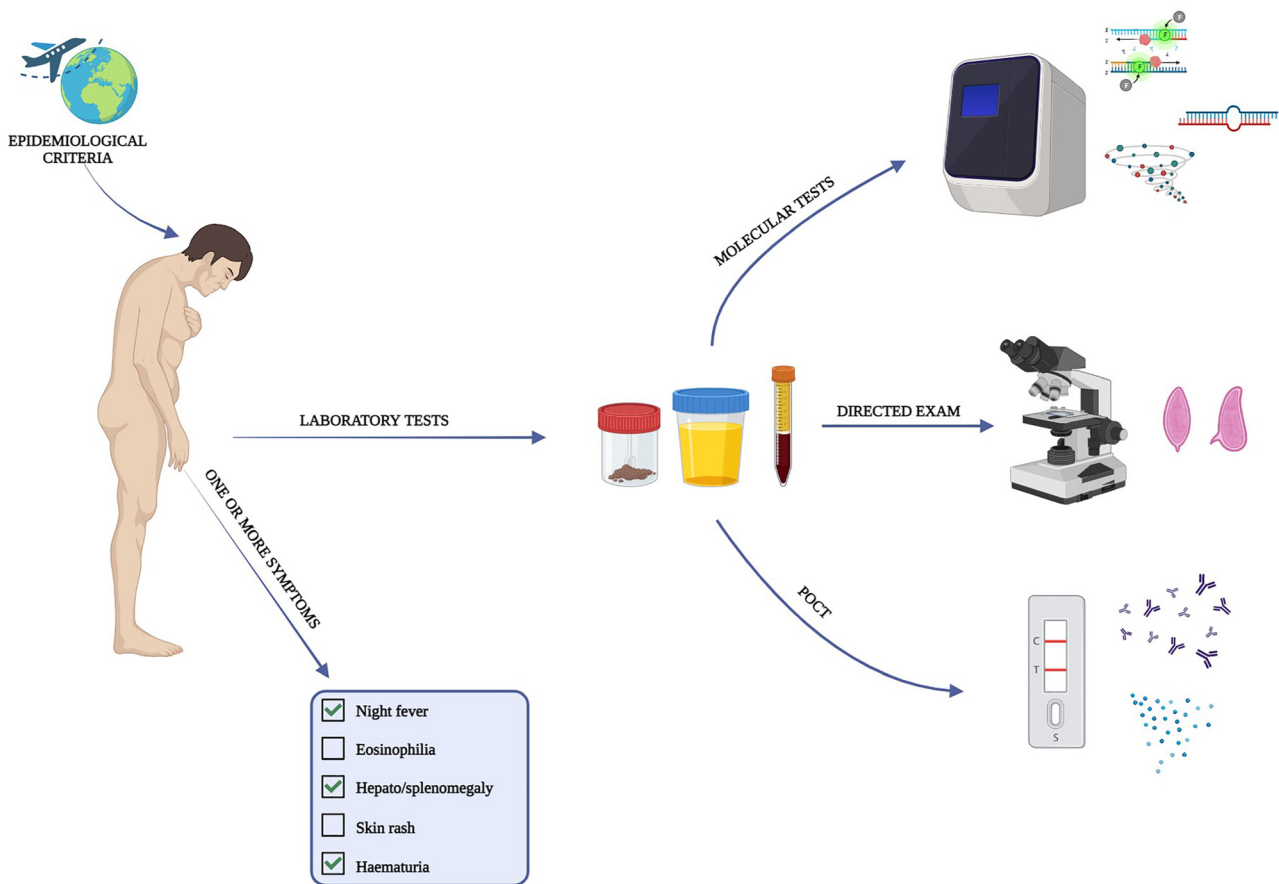 EPIDEMIOLOGICAL
CRITERIA
MOLECULAR TESTS
LABORATORY TESTS
DIRECTED EXAM
ONE OR MORE SYMPTOMS
POCT
Night fever
Eosinophilia
Hepato/splenomegaly
Skin rash
Haematuria
F
F
F
F
C
T
S